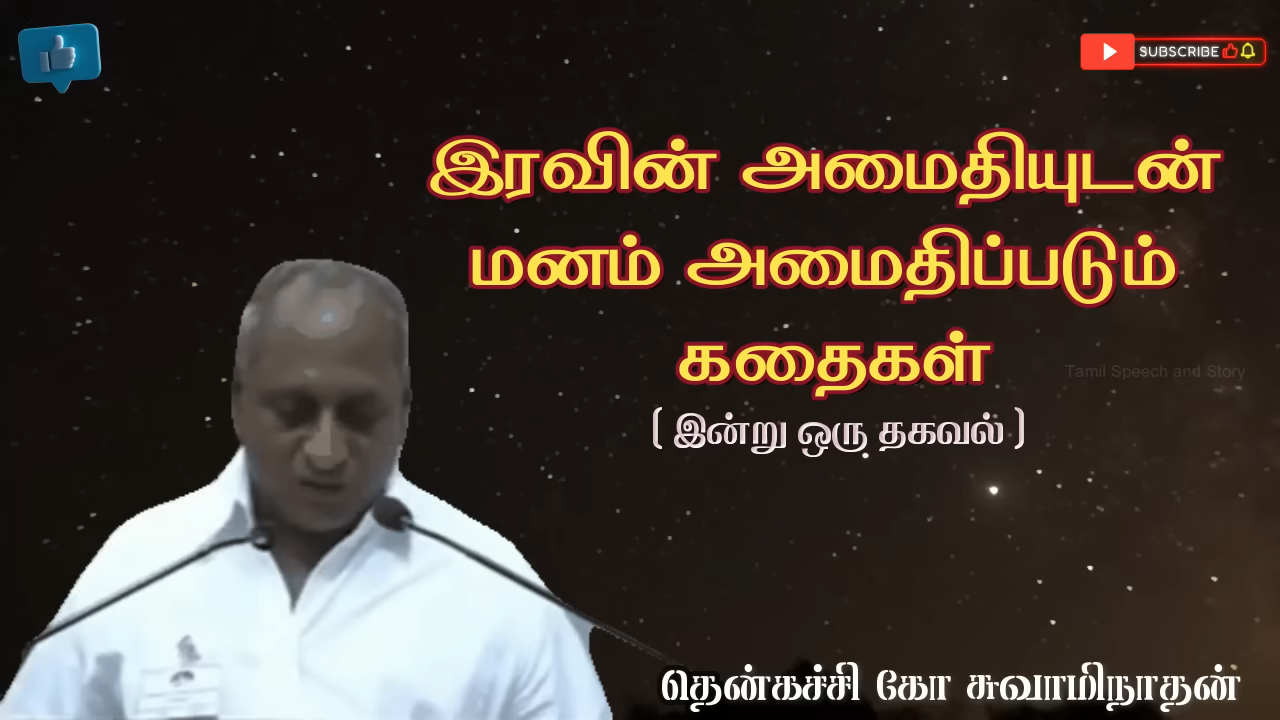 SUBSCRIBE
இரவின் அமைதியுடன்
மனம் அமைதிப்படும்
கதைகள்
Tamil Speech and Story
( இன்று ஒரு தகவல் )
தென்கச்சி கோ சுவாமிநாதன்